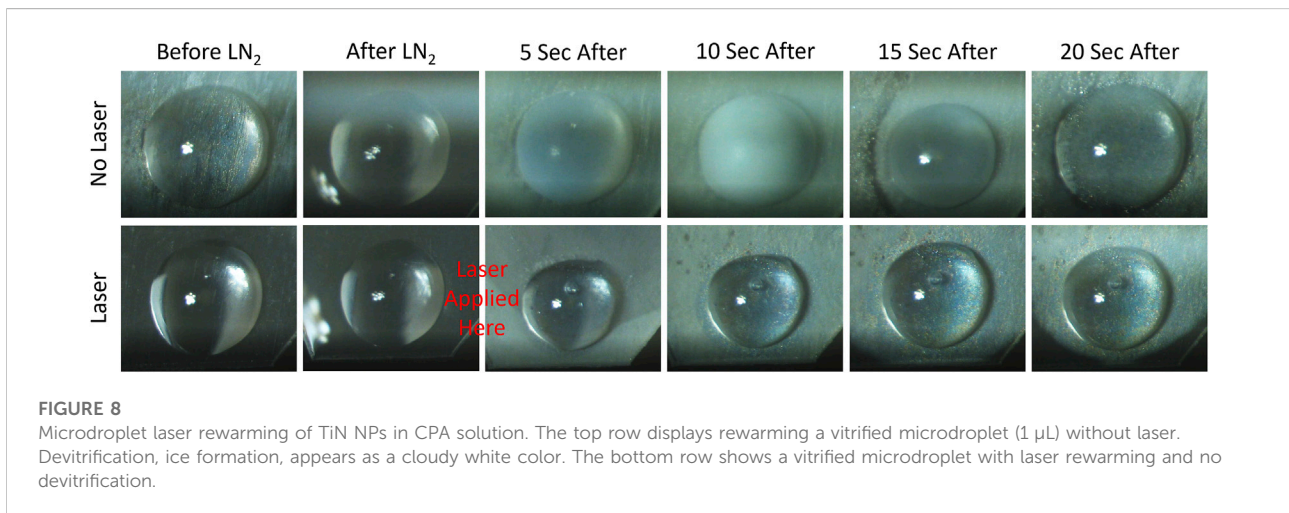 Before LN₂ After LN₂ 5 Sec After 10 Sec After 15 Sec After 20 Sec After
No Laser
Laser
Laser
Applied
Here
FIGURE 8
Microdroplet laser rewarming of TiN NPs in CPA solution. The top row displays rewarming a vitrified microdroplet (1 μL) without laser.
Devitrification, ice formation, appears as a cloudy white color. The bottom row shows a vitrified microdroplet with laser rewarming and no
devitrification.